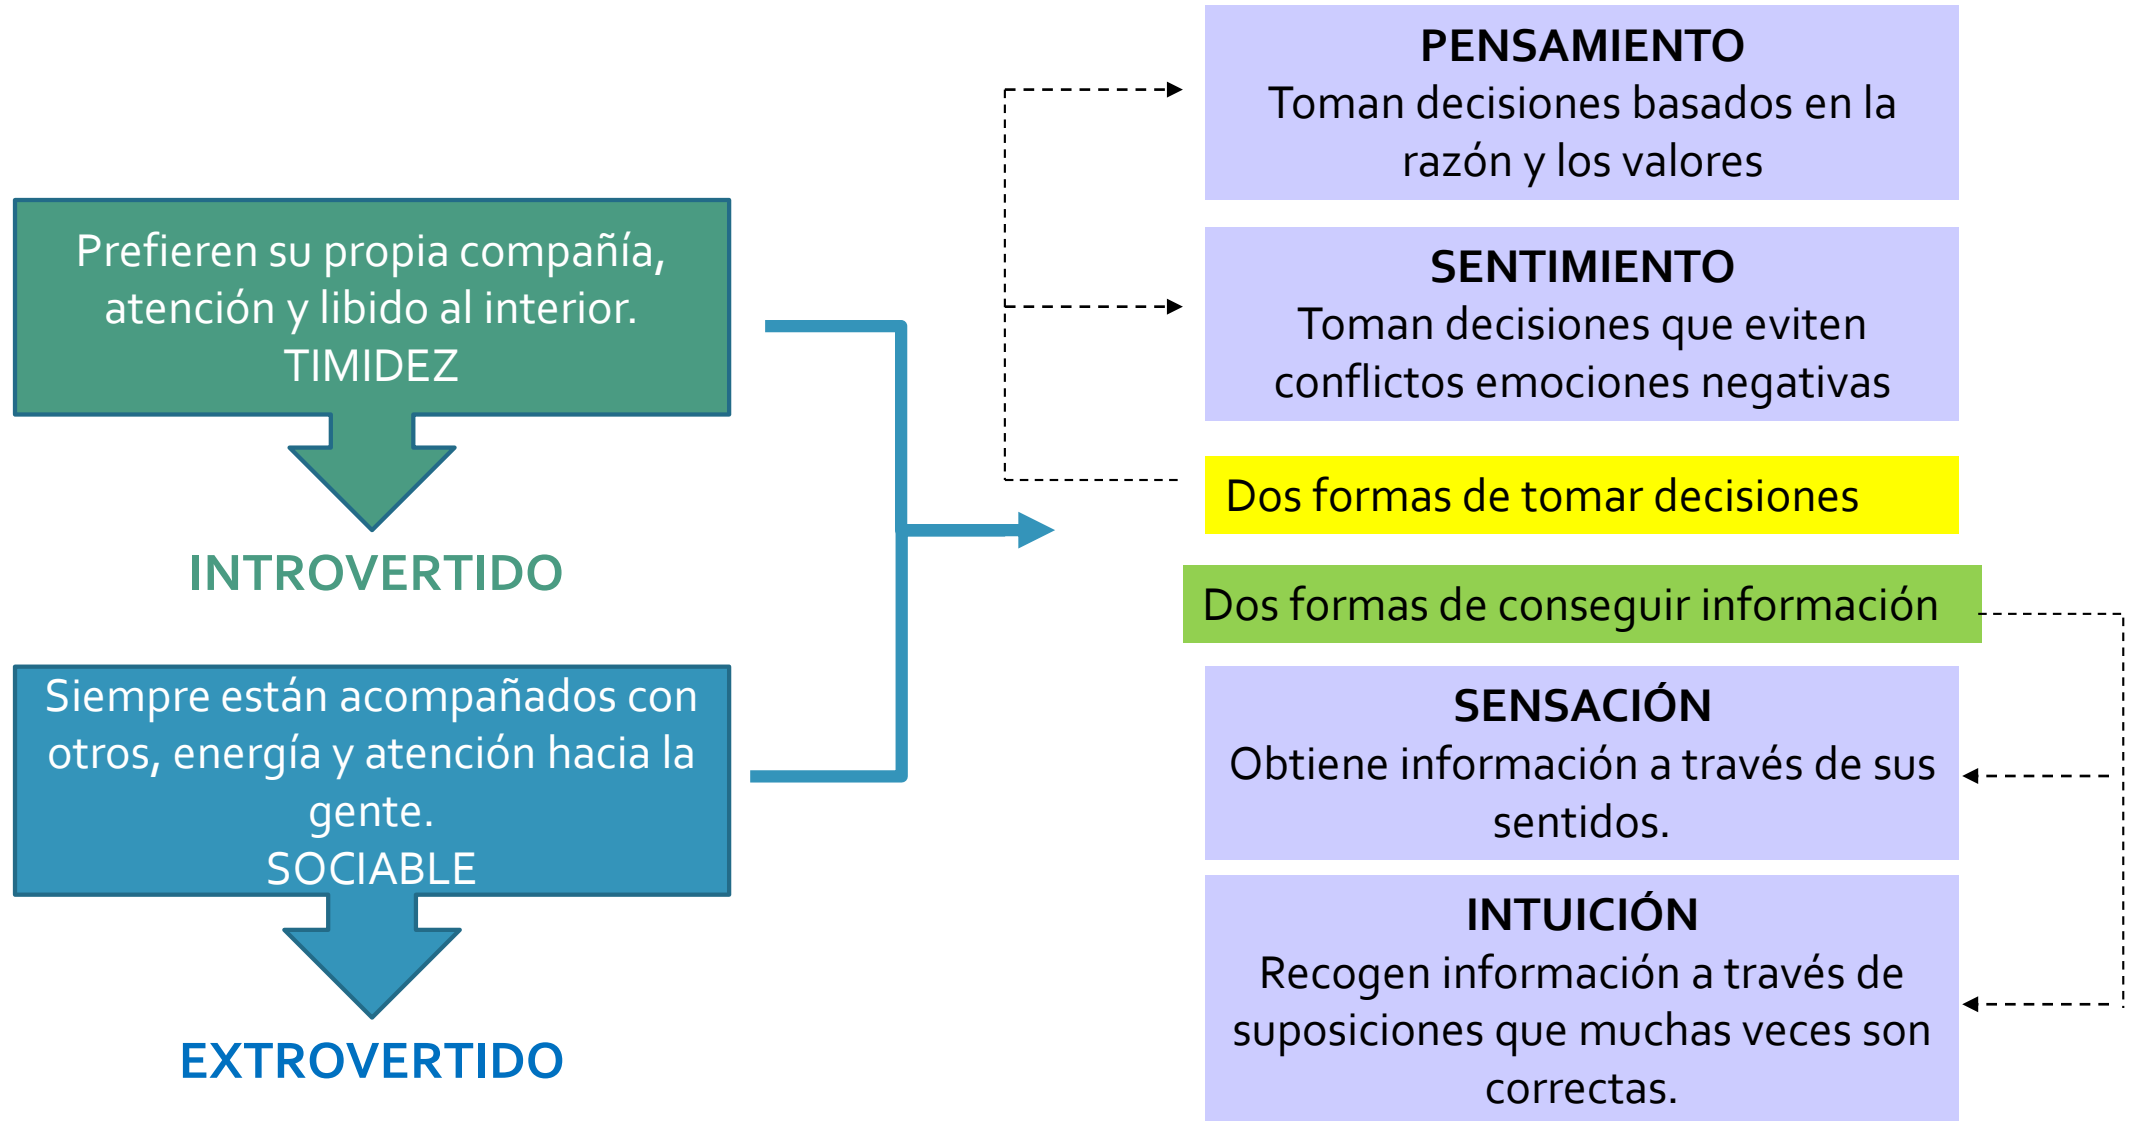 Prefieren su propia compañía,
atención y libido al interior.
TIMIDEZ
INTROVERTIDO
Siempre están acompañados con
otros, energía y atención hacia la
gente.
SOCIABLE
EXTROVERTIDO
PENSAMIENTO
Toman decisiones basados en la
razón y los valores
SENTIMIENTO
Toman decisiones que eviten
conflictos emociones negativas
Dos formas de tomar decisiones
Dos formas de conseguir información
SENSACIÓN
Obtiene información a través de sus
sentidos.
INTUICIÓN
Recogen información a través de
suposiciones que muchas veces son
correctas.